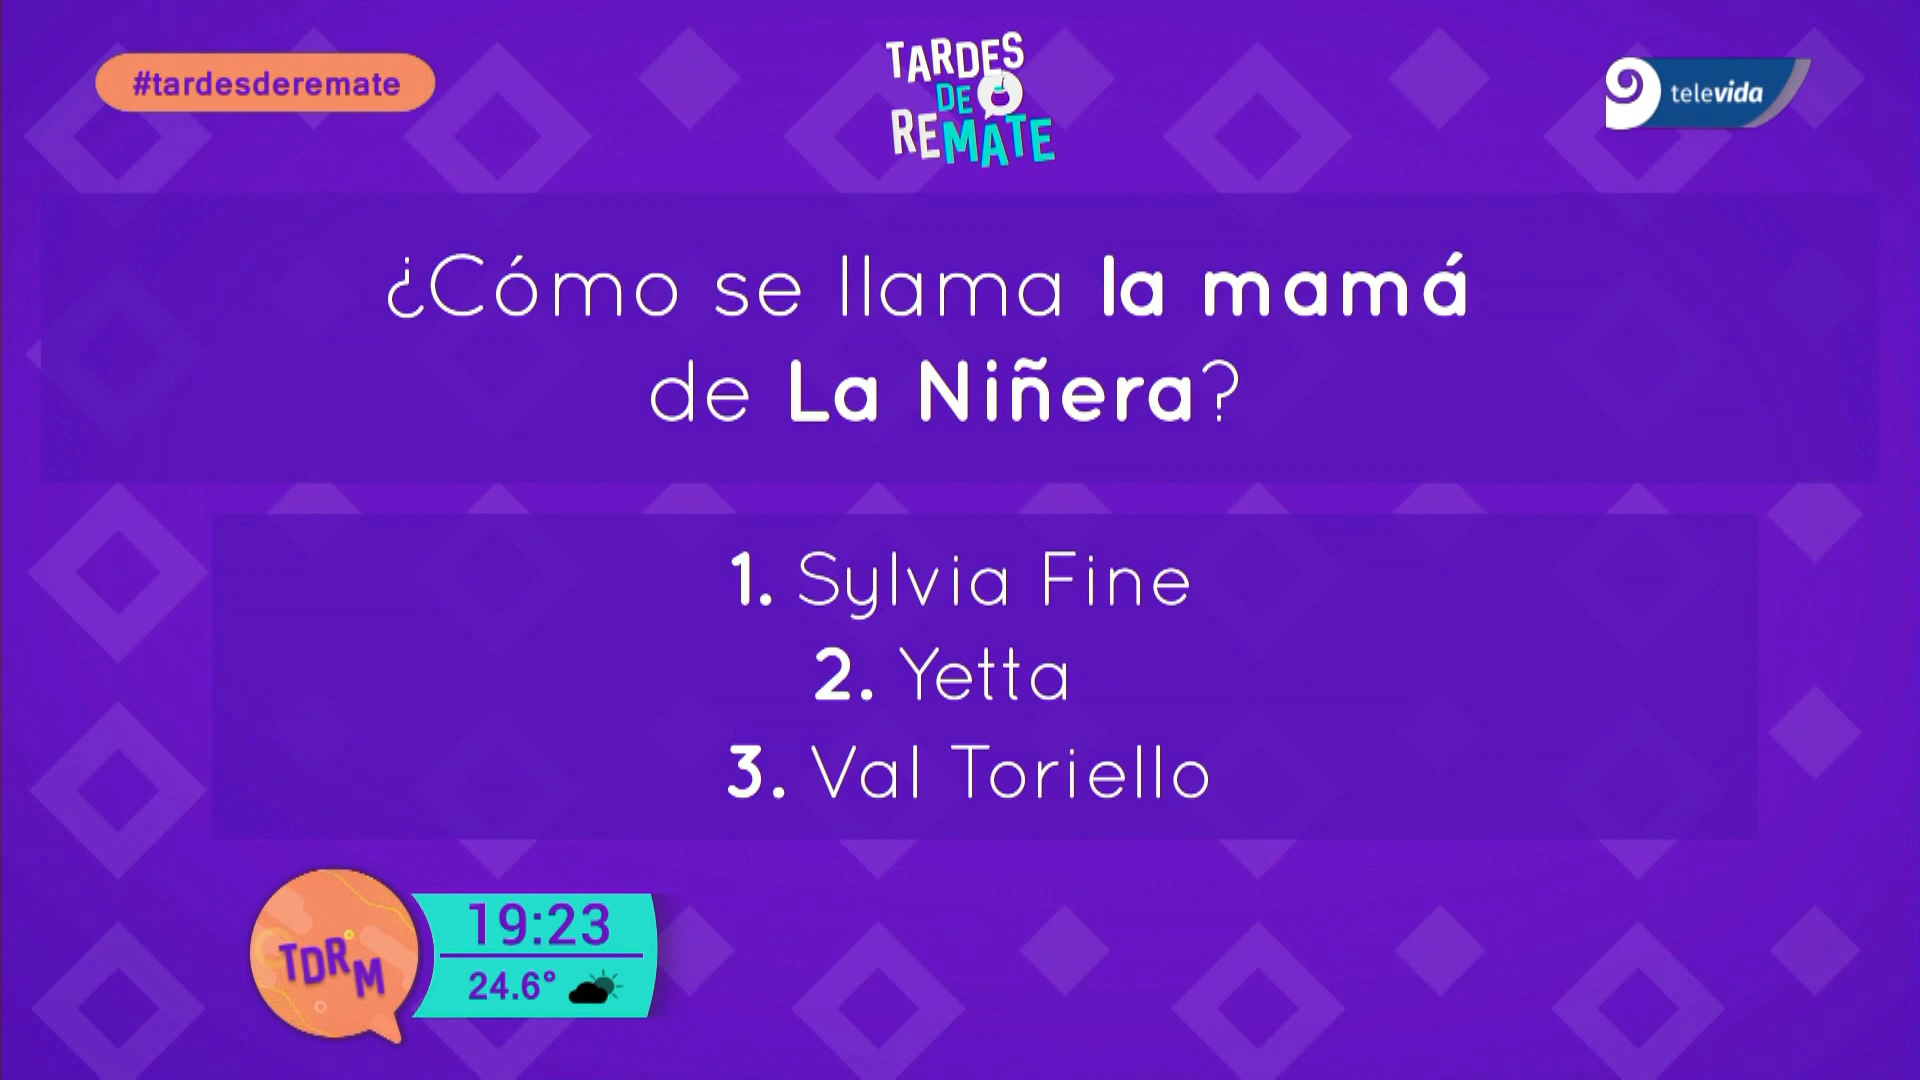 #tardesderemate
TARDES
DE
REMATE
9 televida
¿Cómo se llama la mamá
de La Niñera?
1. Sylvia Fine
2. Yetta
3. Val Toriello
TDRM
19:23
24.6°